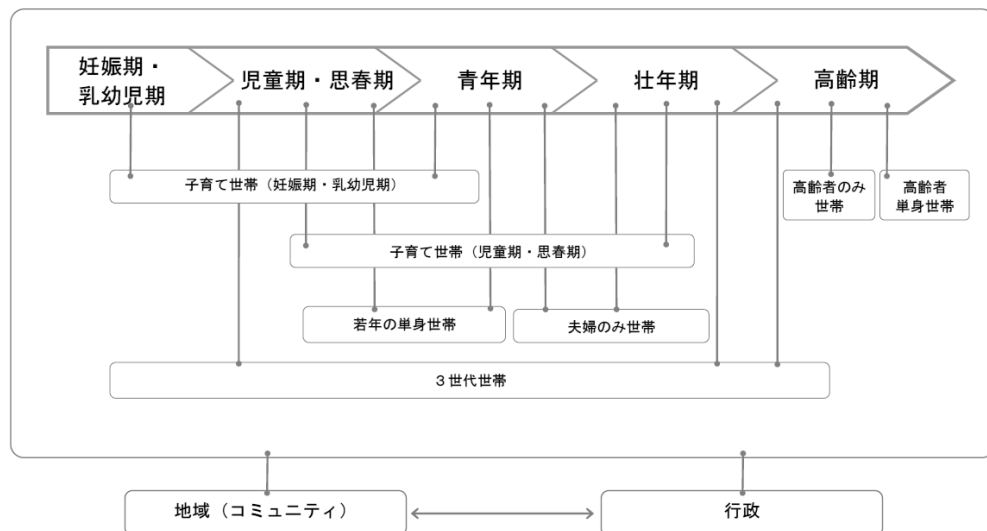 妊娠期・
乳幼児期
児童期・思春期
青年期
壮年期
高齢期
子育て世帯（妊娠期・乳幼児期）
高齢者のみ
世帯
高齢者
単身世帯
子育て世帯（児童期・思春期）
若年の単身世帯
夫婦のみ世帯
３世代世帯
地域（コミュニティ）
行政